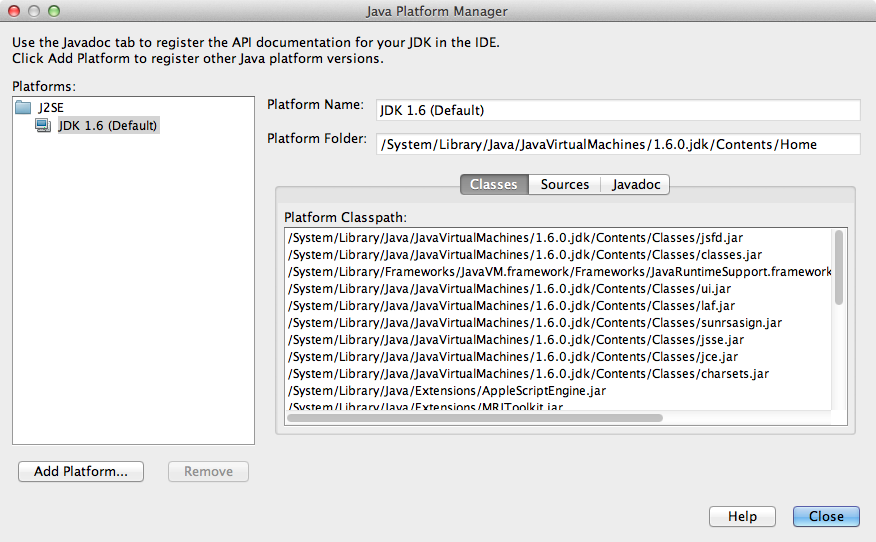 Java Platform Manager
Use the Javadoc tab to register the API documentation for your JDK in the IDE.
Click Add Platform to register other Java platform versions.
Platforms:
J2SE
JDK 1.6 (Default)
Platform Name:
JDK 1.6 (Default)
Platform Folder:
/System/Library/Java/JavaVirtualMachines/1.6.0.jdk/Contents/Home
Classes
Sources
Javadoc
Platform Classpath:
/System/Library/Java/JavaVirtualMachines/1.6.0.jdk/Contents/Classes/jsfd.jar
/System/Library/Java/JavaVirtualMachines/1.6.0.jdk/Contents/Classes/classes.jar
/System/Library/Frameworks/JavaVM.framework/Frameworks/JavaRuntimeSupport.framework
/System/Library/Java/JavaVirtualMachines/1.6.0.jdk/Contents/Classes/ui.jar
/System/Library/Java/JavaVirtualMachines/1.6.0.jdk/Contents/Classes/laf.jar
/System/Library/Java/JavaVirtualMachines/1.6.0.jdk/Contents/Classes/sunrsasign.jar
/System/Library/Java/JavaVirtualMachines/1.6.0.jdk/Contents/Classes/jsse.jar
/System/Library/Java/JavaVirtualMachines/1.6.0.jdk/Contents/Classes/jce.jar
/System/Library/Java/JavaVirtualMachines/1.6.0.jdk/Contents/Classes/charsets.jar
/System/Library/Java/Extensions/AppleScriptEngine.jar
/System/Library/Java/Extensions/MRJToolkit.jar
Add Platform...
Remove
Help
Close